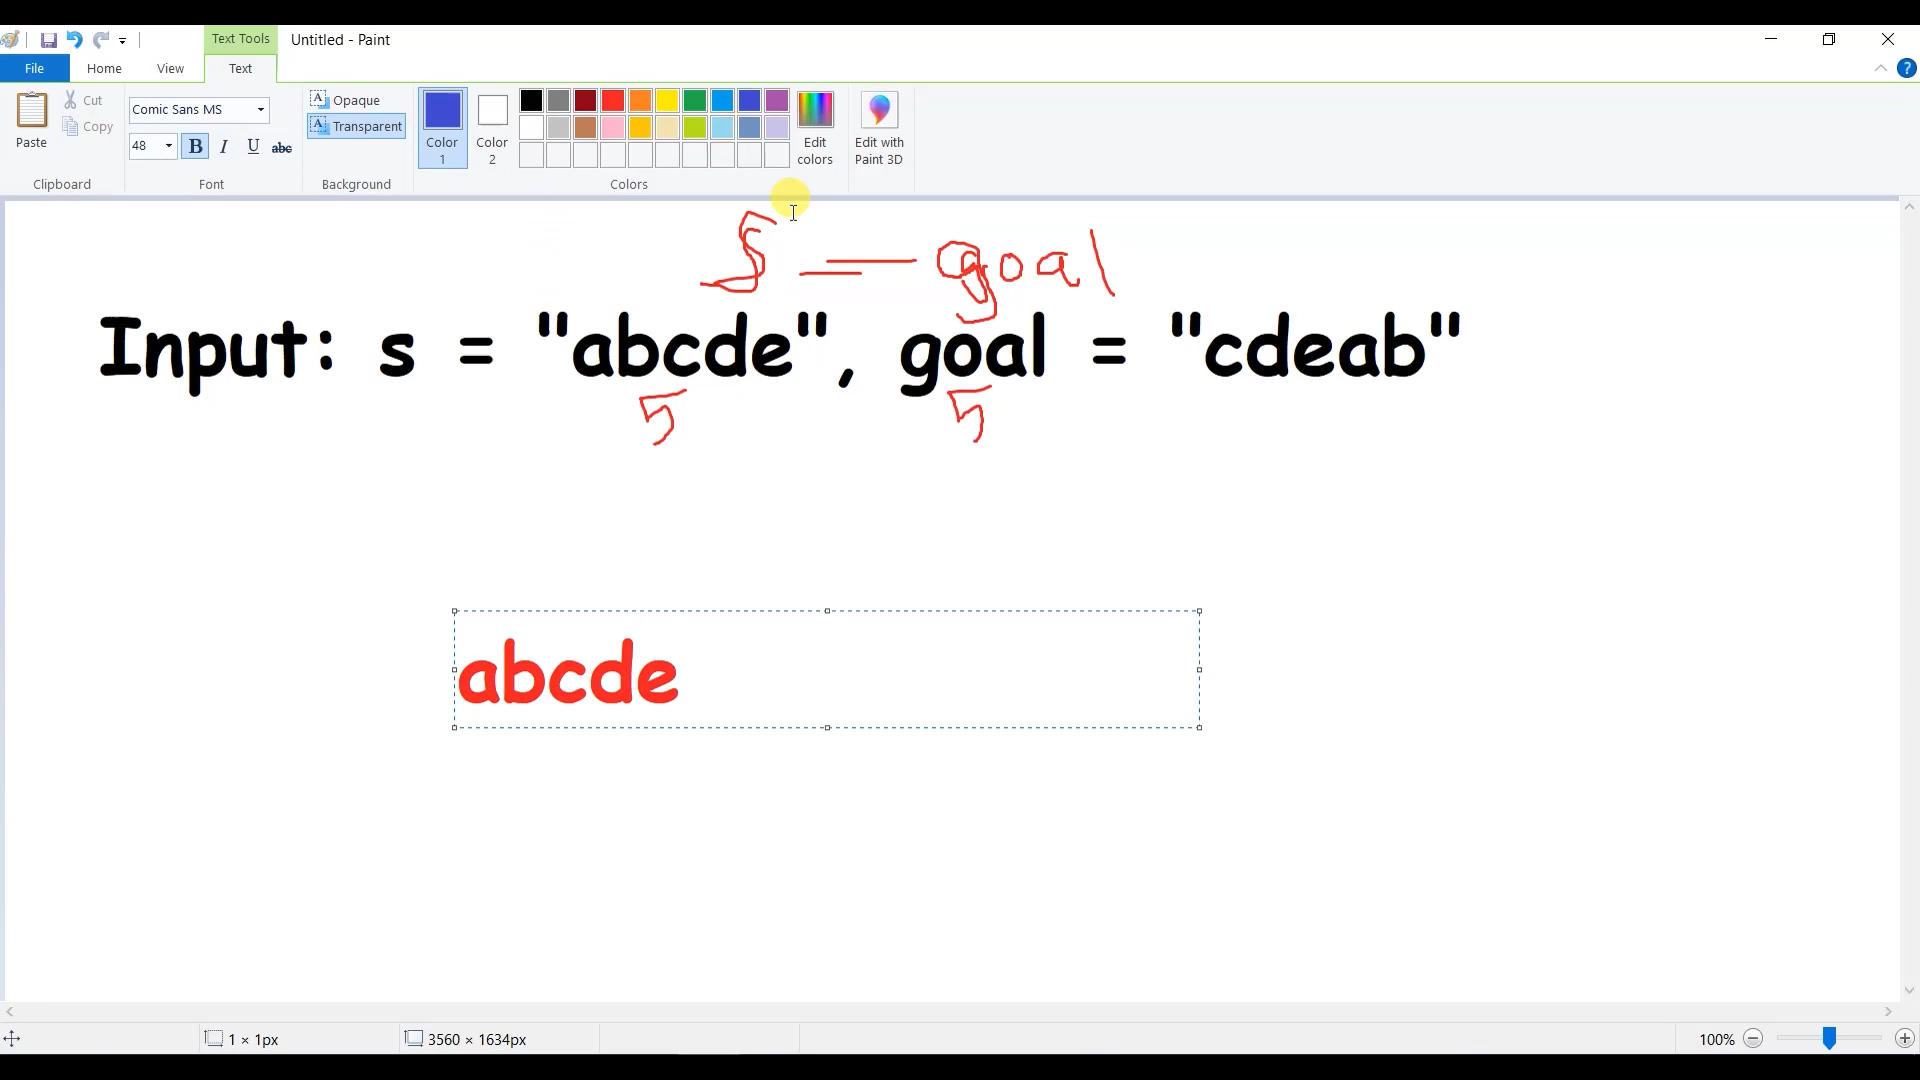 Text Tools Untitled - Paint
File Home View Text
Paste Cut Copy Comic Sans MS Opaque
48 B I U abc Transparent
Color 1 Color 2 Edit colors Edit with Paint 3D
Clipboard Font Background Colors
S = goal
Input: s = "abcde", goal = "cdeab"
5 5
abcde
1 × 1px 3560 × 1634px 100%